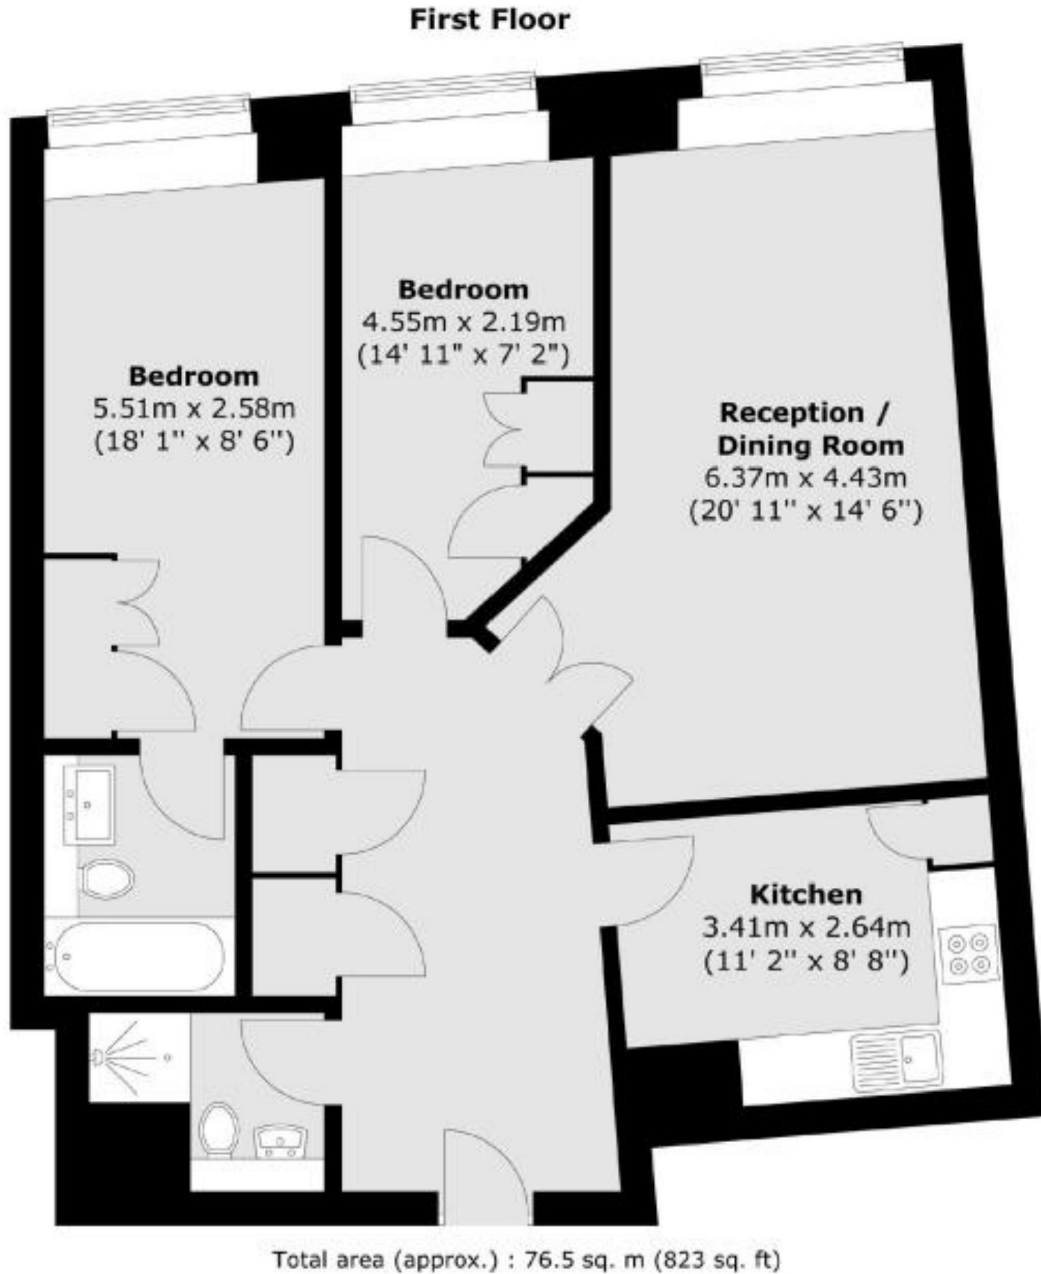 First Floor
Bedroom
4.55m x 2.19m
(14' 11" x 7' 2")
Bedroom
5.51m x 2.58m
(18' 1" x 8' 6")
Reception /
Dining Room
6.37m x 4.43m
(20' 11" x 14' 6")
Kitchen
3.41m x 2.64m
(11' 2" x 8' 8")
Total area (approx.) : 76.5 sq. m (823 sq. ft)